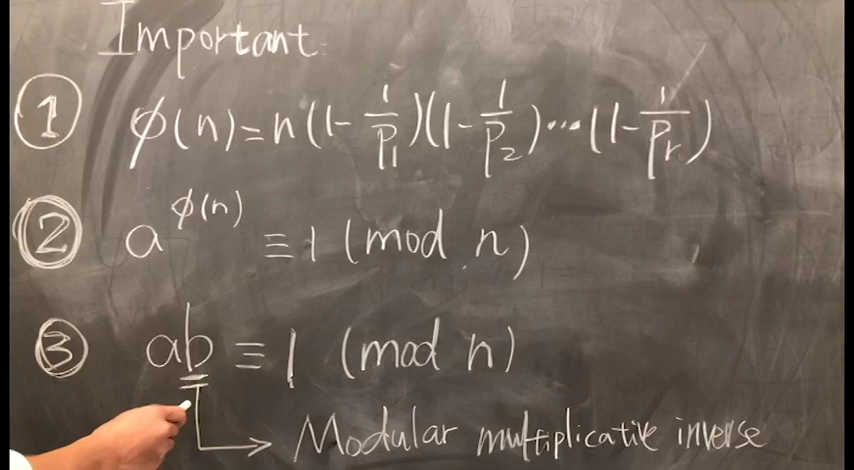 Important:
① φ(n)=n(1-1/p₁)(1-1/p₂)···(1-1/pᵣ)
② a^φ(n) ≡ 1 (mod n)
③ ab ≡ 1 (mod n)
Modular multiplicative inverse